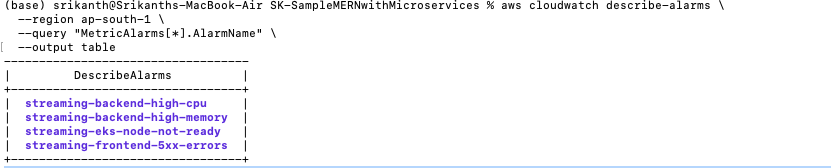 (base) srikanth@Srikanths-MacBook-Air SK-SampleMERNwithMicroservices % aws cloudwatch describe-alarms \
  --region ap-south-1 \
  --query "MetricAlarms[*].AlarmName" \
[  --output table
----------------------------------
|         DescribeAlarms         |
+--------------------------------+
|  streaming-backend-high-cpu    |
|  streaming-backend-high-memory |
|  streaming-eks-node-not-ready  |
|  streaming-frontend-5xx-errors |
+--------------------------------+